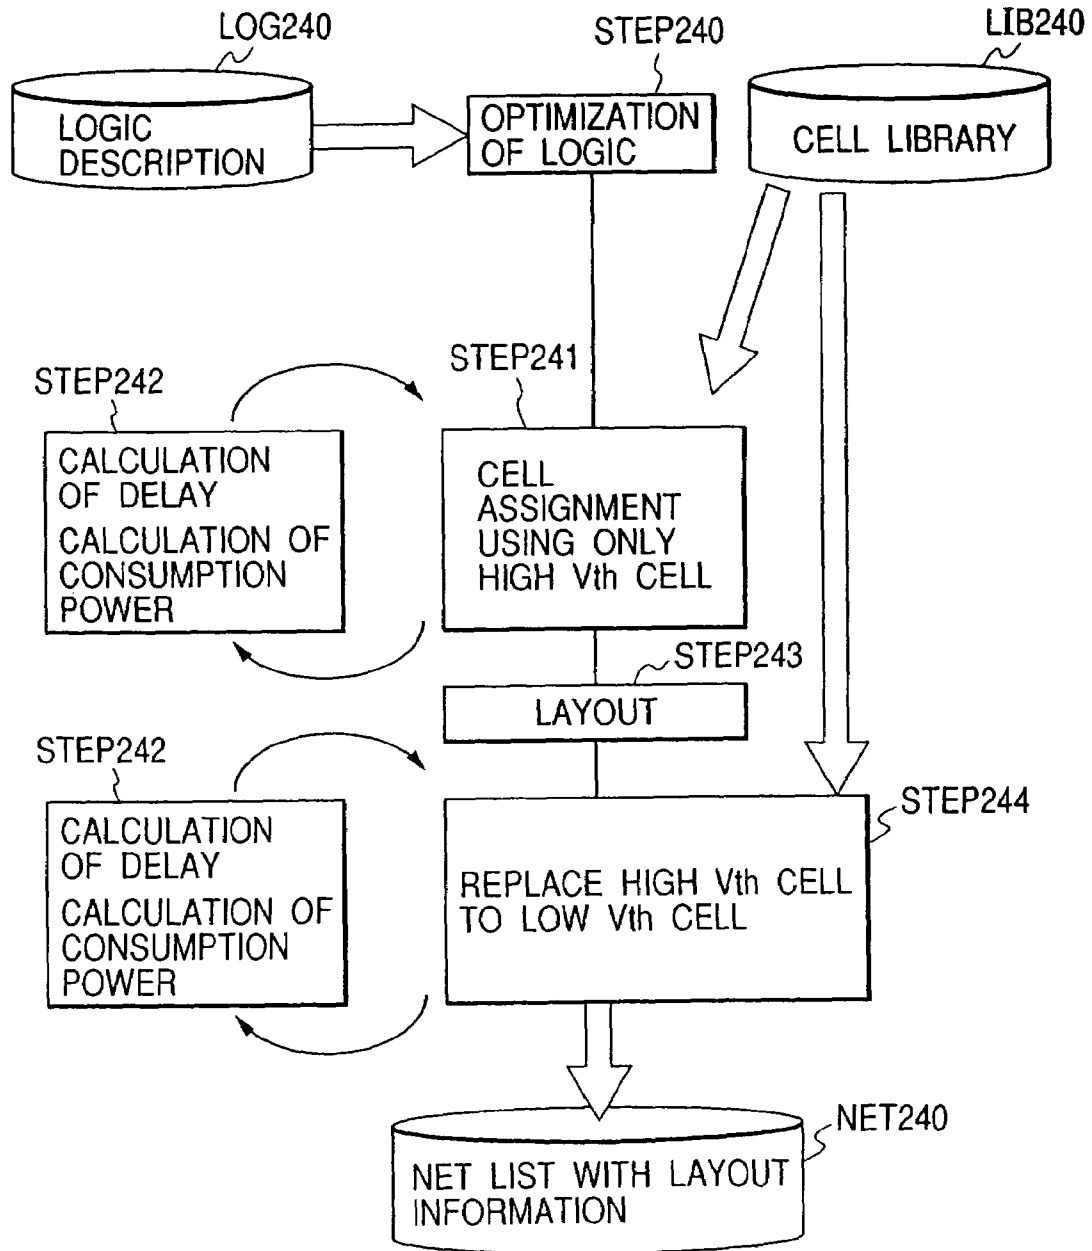 LOG240
STEP240
LIB240
LOGIC
DESCRIPTION
OPTIMIZATION
OF LOGIC
CELL LIBRARY
STEP241
STEP242
CALCULATION
OF DELAY
CALCULATION OF
CONSUMPTION
POWER
CELL
ASSIGNMENT
USING ONLY
HIGH Vth CELL
STEP243
LAYOUT
STEP242
STEP244
CALCULATION
OF DELAY
CALCULATION OF
CONSUMPTION
POWER
REPLACE HIGH Vth CELL
TO LOW Vth CELL
NET240
NET LIST WITH LAYOUT
INFORMATION